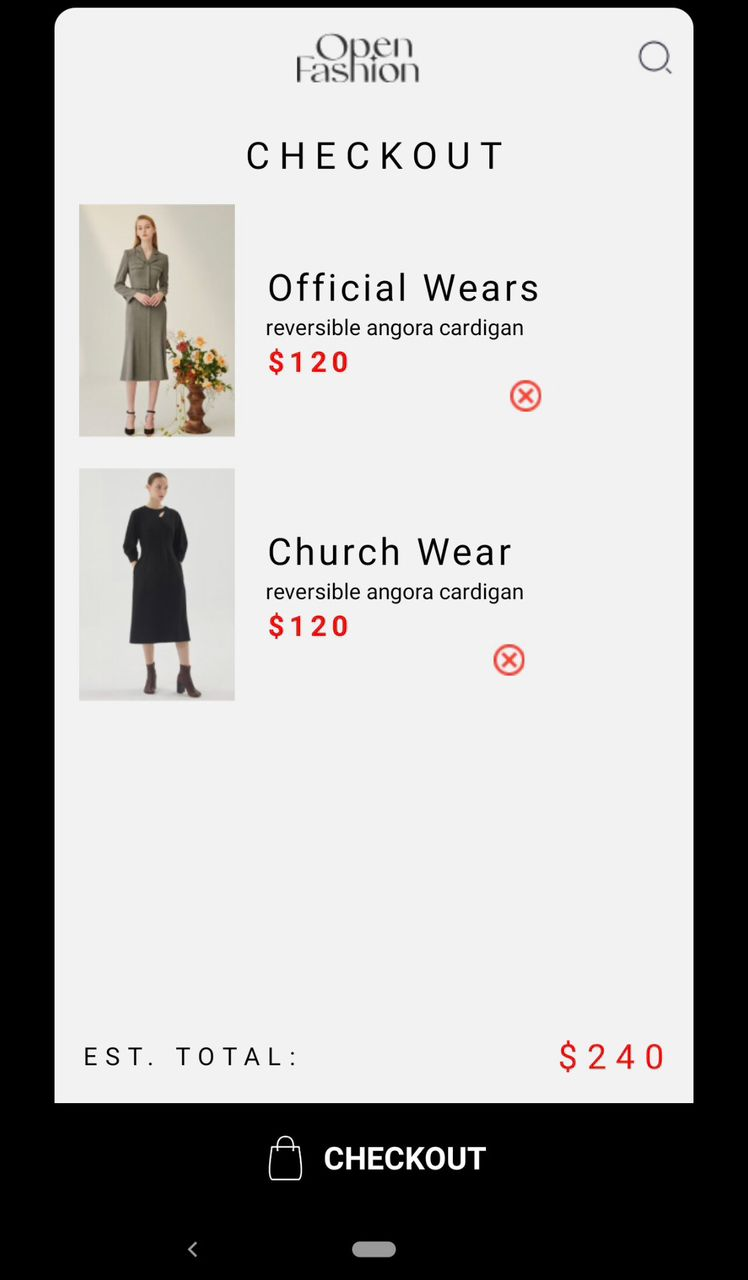 Open
Fashion
CHECKOUT
Official Wears
reversible angora cardigan
$120
Church Wear
reversible angora cardigan
$120
EST. TOTAL:
$240
CHECKOUT